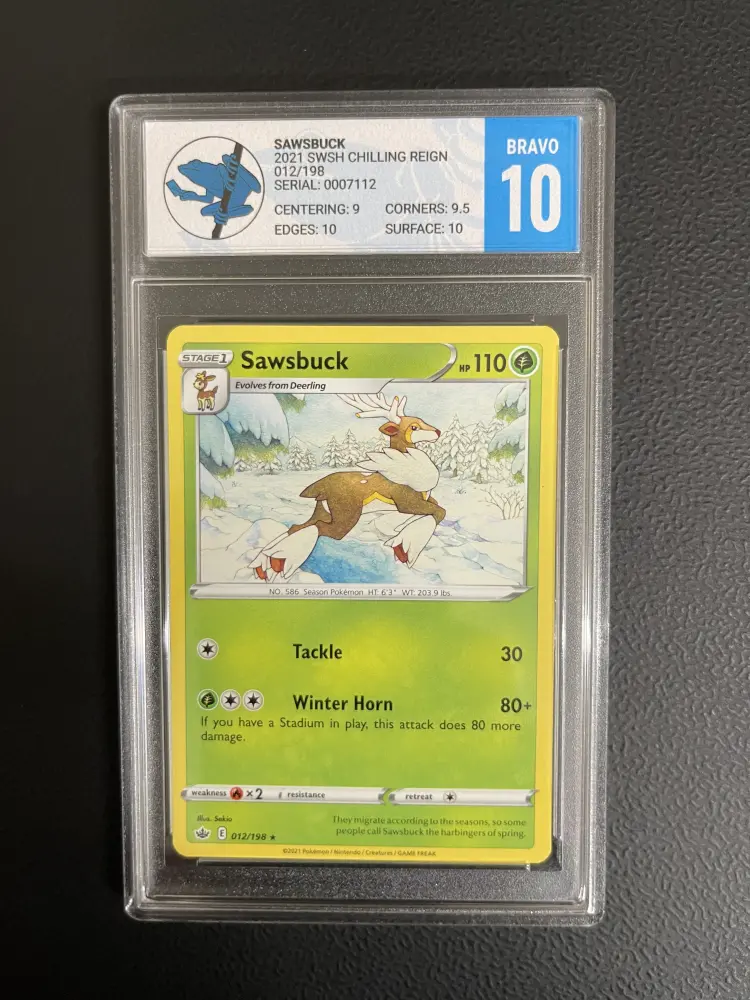 SAWSBUCK
2021 SWSH CHILLING REIGN
012/198
SERIAL: 0007112
CENTERING: 9 CORNERS: 9.5
EDGES: 10 SURFACE: 10
BRAVO
10
STAGE 1 Sawsbuck HP 110
Evolves from Deerling
NO. 586 Season Pokémon HT: 6'3" WT: 203.9 lbs.
Tackle 30
Winter Horn 80+
If you have a Stadium in play, this attack does 80 more
damage.
weakness ×2 resistance retreat
Illus. Sekio
They migrate according to the seasons, so some
people call Sawsbuck the harbingers of spring.
E 012/198 ★
©2021 Pokémon / Nintendo / Creatures / GAME FREAK